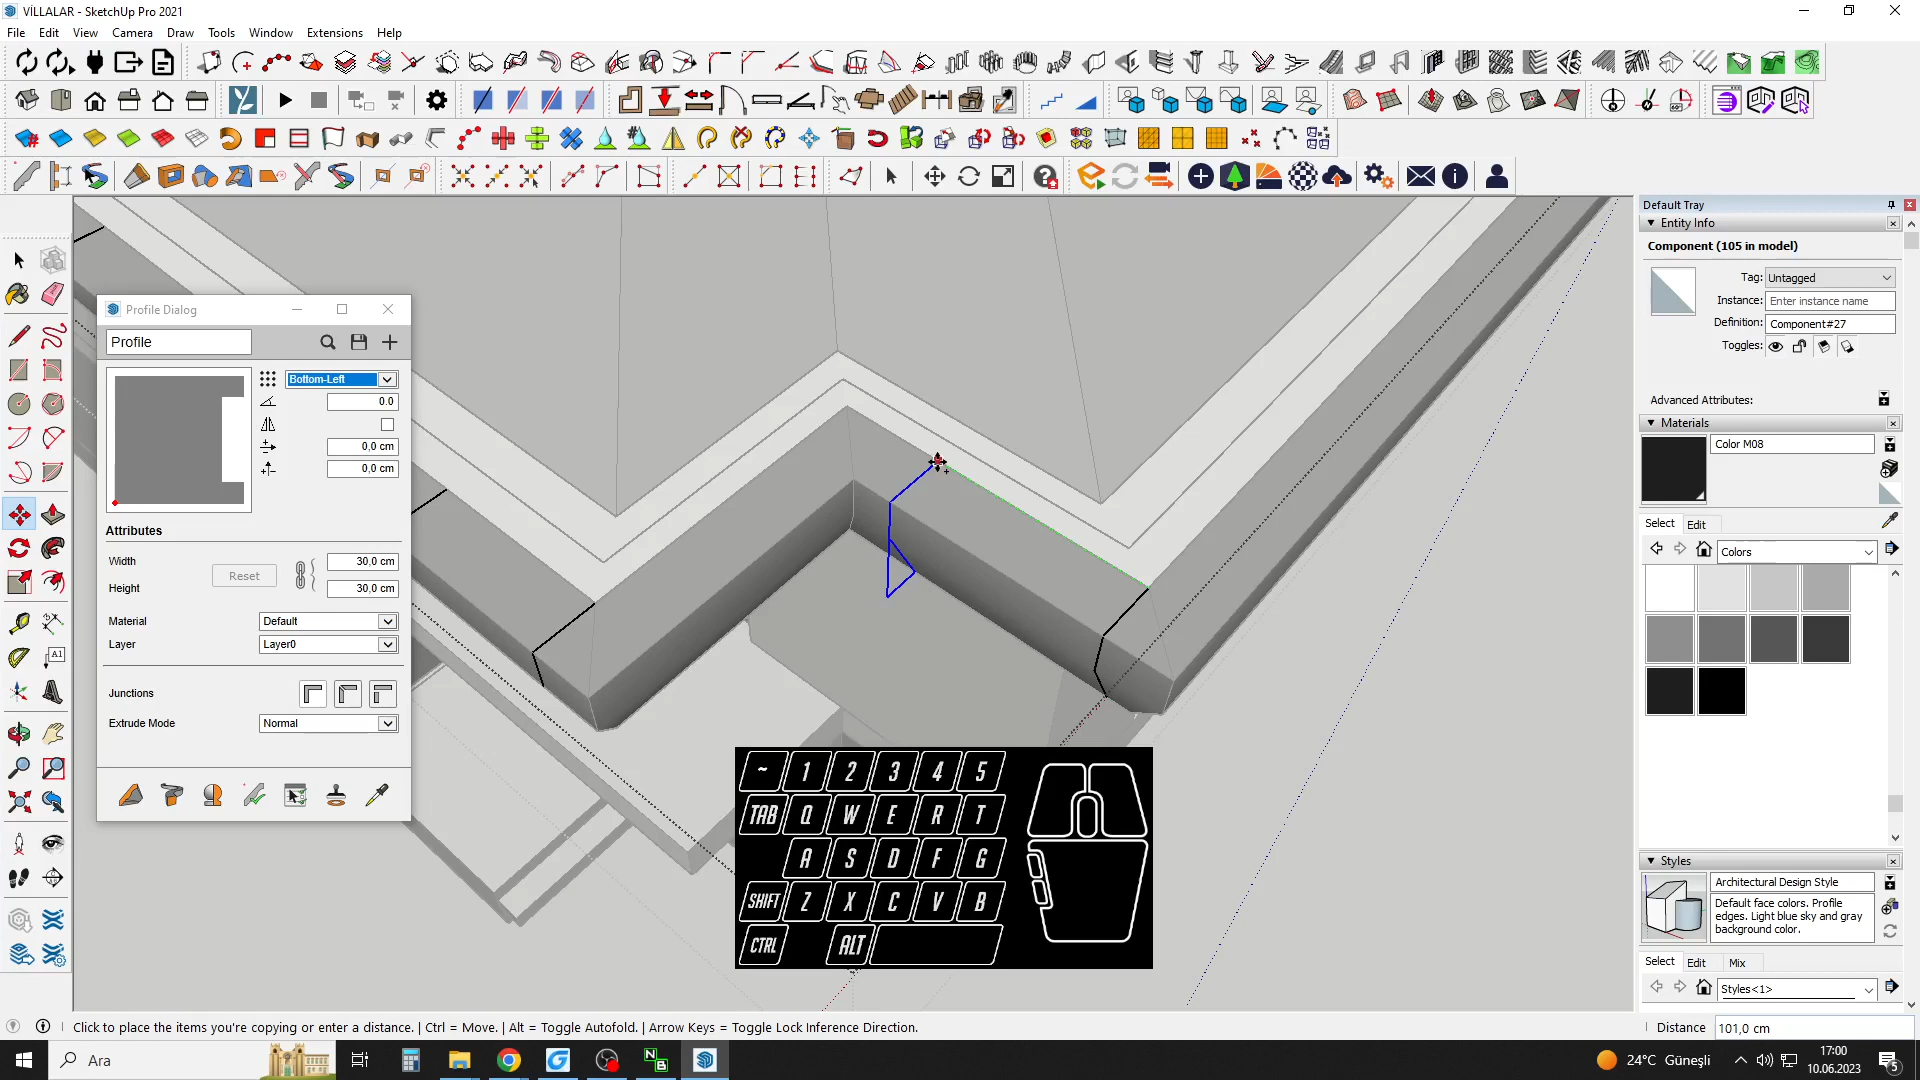 VİLLALAR - SketchUp Pro 2021
File Edit View Camera Draw Tools Window Extensions Help
Default Tray
Entity Info
Component (105 in model)
Tag: Untagged
Instance: Enter instance name
Definition: Component#27
Toggles:
Advanced Attributes:
Materials
Color M08
Select Edit
Colors
Styles
Architectural Design Style
Default face colors. Profile
edges. Light blue sky and gray
background color.
Select Edit Mix
Styles<1>
Profile Dialog
Profile
Bottom-Left
0.0
0,0 cm
0,0 cm
Attributes
Width 30,0 cm
Reset
Height 30,0 cm
Material Default
Layer Layer0
Junctions
Extrude Mode Normal
A1
~ 1 2 3 4 5
TAB Q W E R T
A S D F G
SHIFT Z X C V B
CTRL ALT
Click to place the items you're copying or enter a distance. | Ctrl = Move. | Alt = Toggle Autofold. | Arrow Keys = Toggle Lock Inference Direction.
Distance 101,0 cm
Ara
N
B
24°C Güneşli
17:00
10.06.2023
5